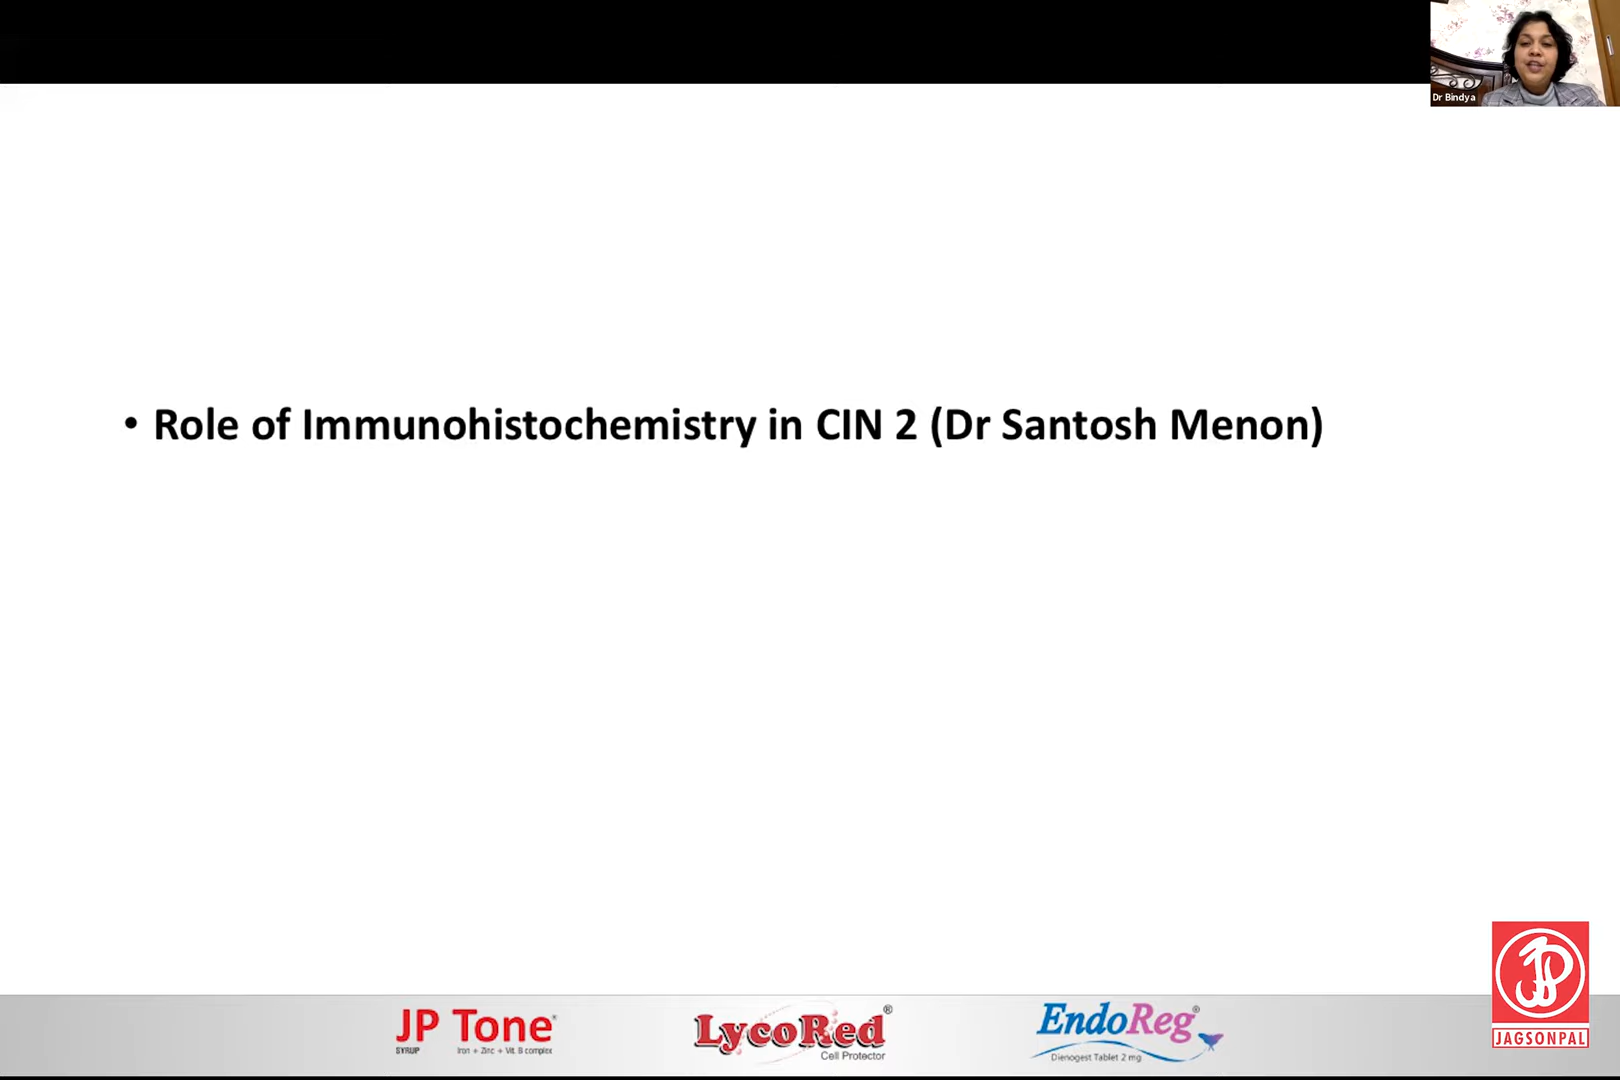 Dr Bindya
• Role of Immunohistochemistry in CIN 2 (Dr Santosh Menon)
JP Tone
SYRUP Iron + Zinc + Vit. B complex
LycoRed®
Cell Protector
EndoReg®
Dienogest Tablet 2 mg
JP
JAGSONPAL